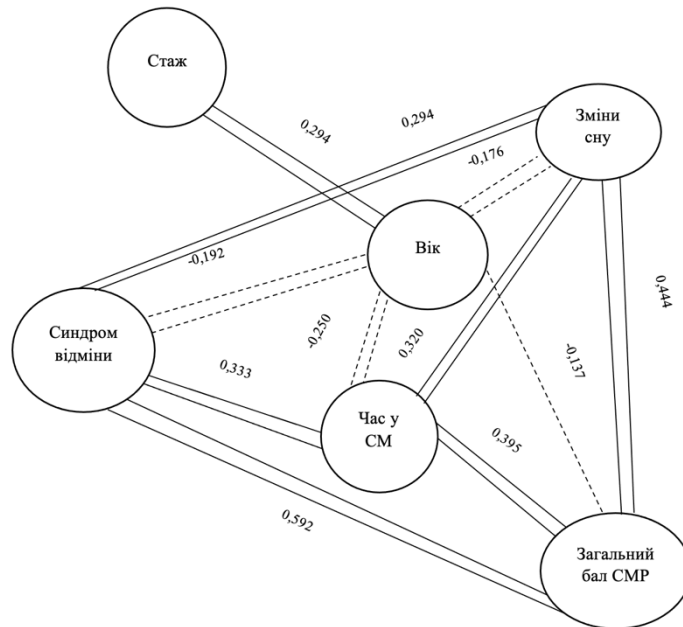 Стаж
0,294
0,294
Зміни
сну
-0,176
Вік
-0,192
Синдром
відміни
-0,250
0,320
0,444
0,333
-0,137
Час у
СМ
0,395
0,592
Загальний
бал СМР